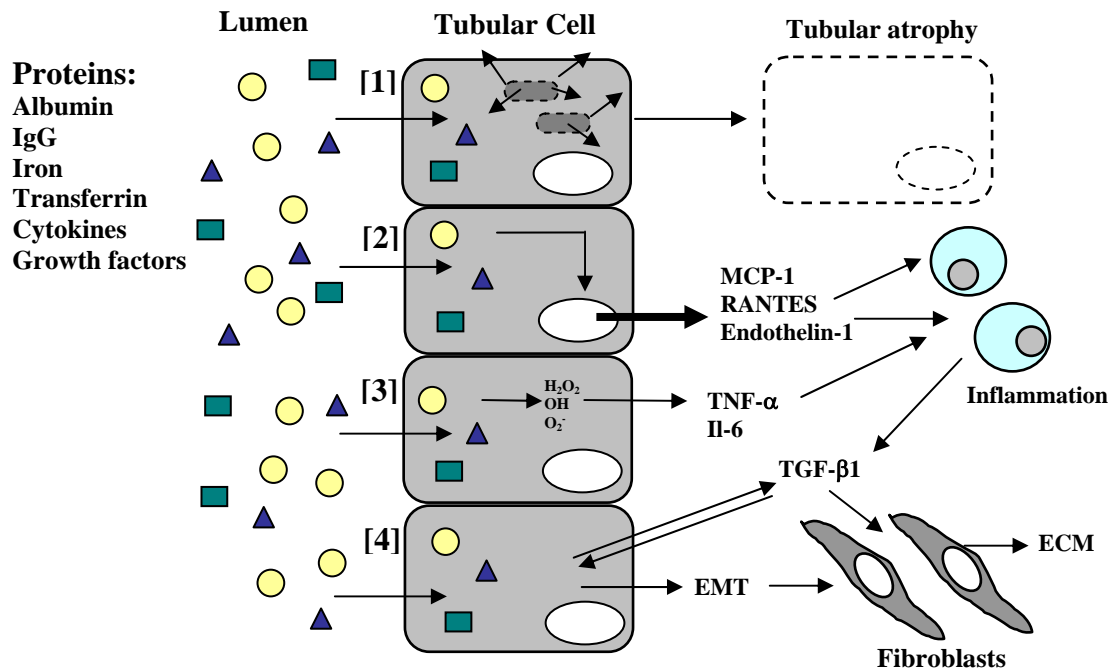 Lumen
Tubular Cell
Tubular atrophy
Proteins:
Albumin
IgG
Iron
Transferrin
Cytokines
Growth factors
[1]
[2]
MCP-1
RANTES
Endothelin-1
Inflammation
[3]
H₂O₂
OH
O₂⁻
TNF-α
Il-6
TGF-β1
[4]
EMT
ECM
Fibroblasts